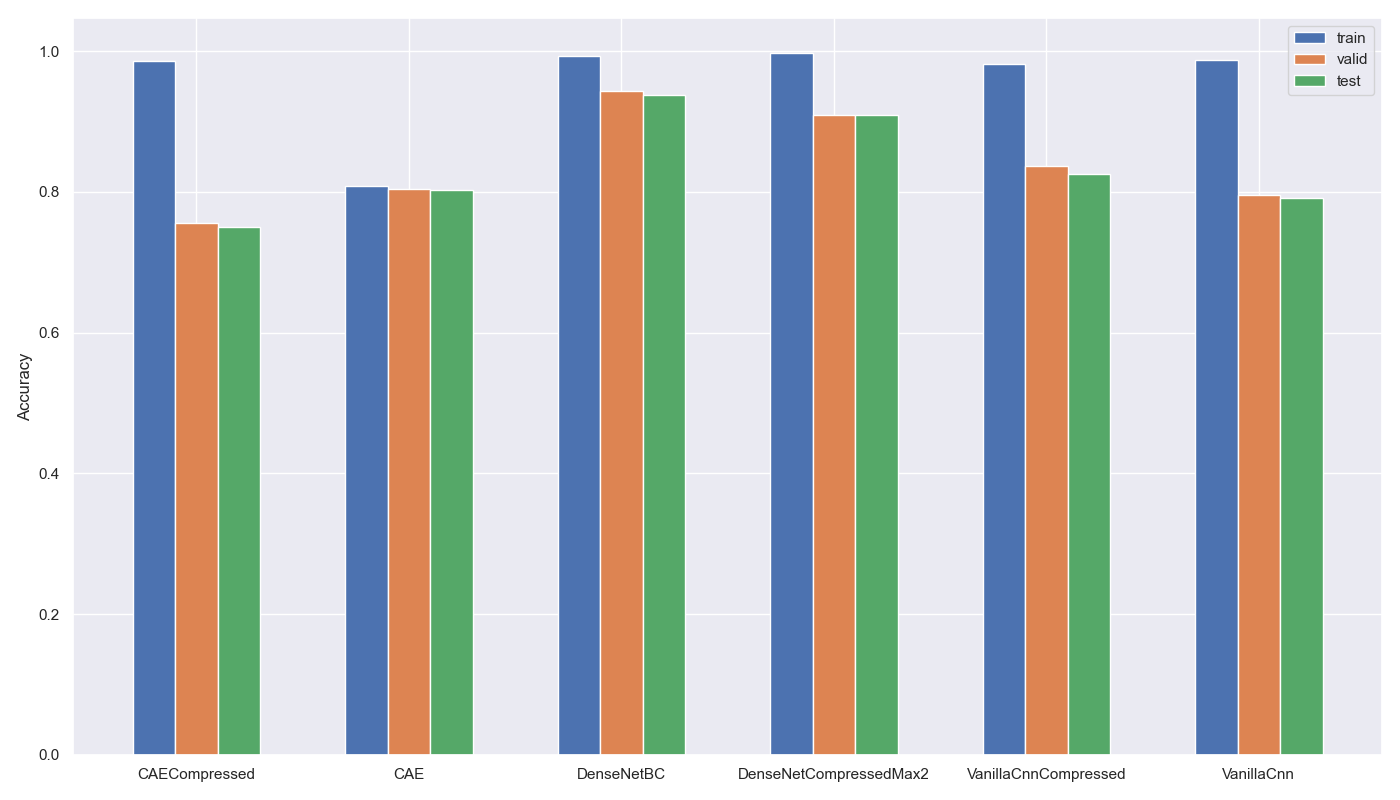 train
valid
test
Accuracy
1.0
0.8
0.6
0.4
0.2
0.0
CAECompressed CAE DenseNetBC DenseNetCompressedMax2 VanillaCnnCompressed VanillaCnn